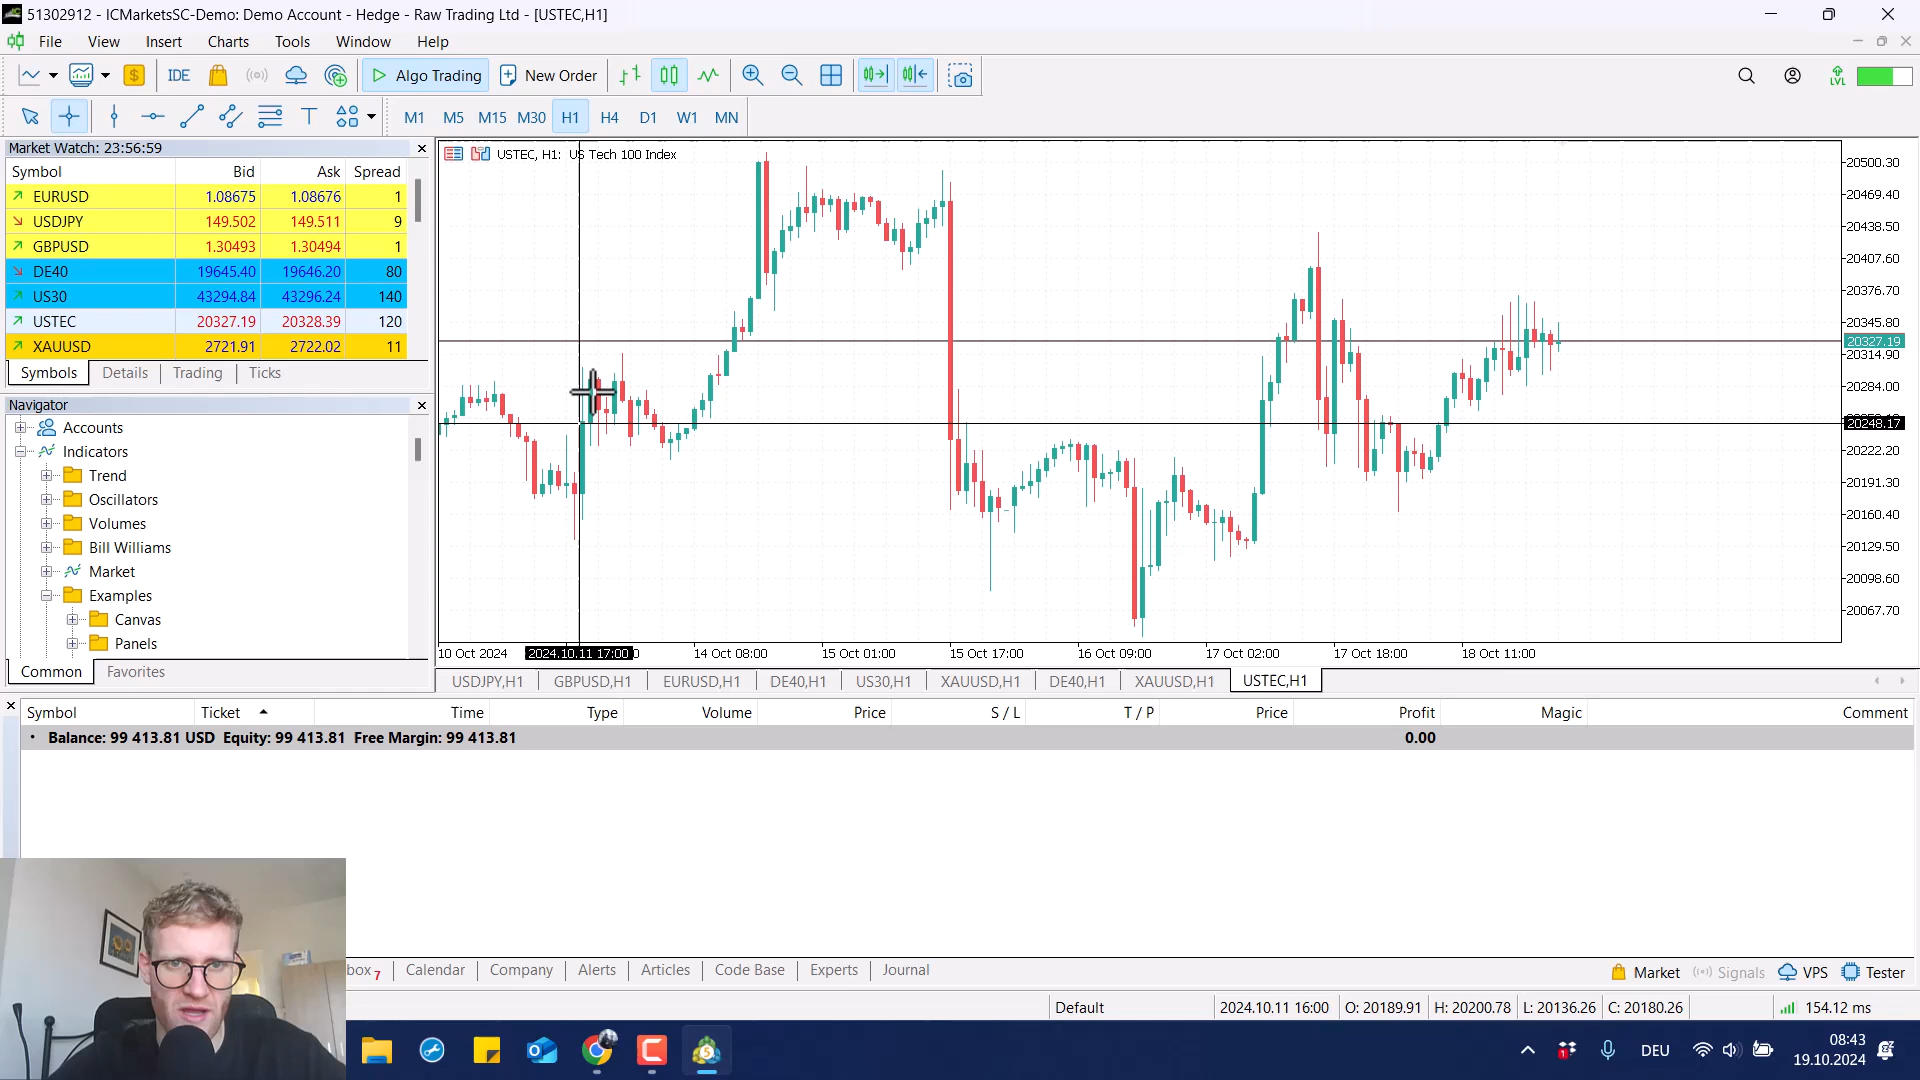 51302912 - ICMarketsSC-Demo: Demo Account - Hedge - Raw Trading Ltd - [USTEC,H1]
File View Insert Charts Tools Window Help
IDE Algo Trading New Order LVL
T M1 M5 M15 M30 H1 H4 D1 W1 MN
Market Watch: 23:56:59
Symbol Bid Ask Spread
EURUSD 1.08675 1.08676 1
USDJPY 149.502 149.511 9
GBPUSD 1.30493 1.30494 1
DE40 19645.40 19646.20 80
US30 43294.84 43296.24 140
USTEC 20327.19 20328.39 120
XAUUSD 2721.91 2722.02 11
Symbols Details Trading Ticks
Navigator
Accounts
Indicators
Trend
Oscillators
Volumes
Bill Williams
Market
Examples
Canvas
Panels
Common Favorites
USTEC, H1: US Tech 100 Index
20500.30
20469.40
20438.50
20407.60
20376.70
20345.80
20327.19
20314.90
20284.00
20248.17
20222.20
20191.30
20160.40
20129.50
20098.60
20067.70
10 Oct 2024 2024.10.11 17:00 14 Oct 08:00 15 Oct 01:00 15 Oct 17:00 16 Oct 09:00 17 Oct 02:00 17 Oct 18:00 18 Oct 11:00
USDJPY,H1 GBPUSD,H1 EURUSD,H1 DE40,H1 US30,H1 XAUUSD,H1 DE40,H1 XAUUSD,H1 USTEC,H1
Symbol Ticket Time Type Volume Price S / L T / P Price Profit Magic Comment
Balance: 99 413.81 USD Equity: 99 413.81 Free Margin: 99 413.81 0.00
box 7 Calendar Company Alerts Articles Code Base Experts Journal Market Signals VPS Tester
Default 2024.10.11 16:00 O: 20189.91 H: 20200.78 L: 20136.26 C: 20180.26 154.12 ms
1 DEU 08:43
19.10.2024